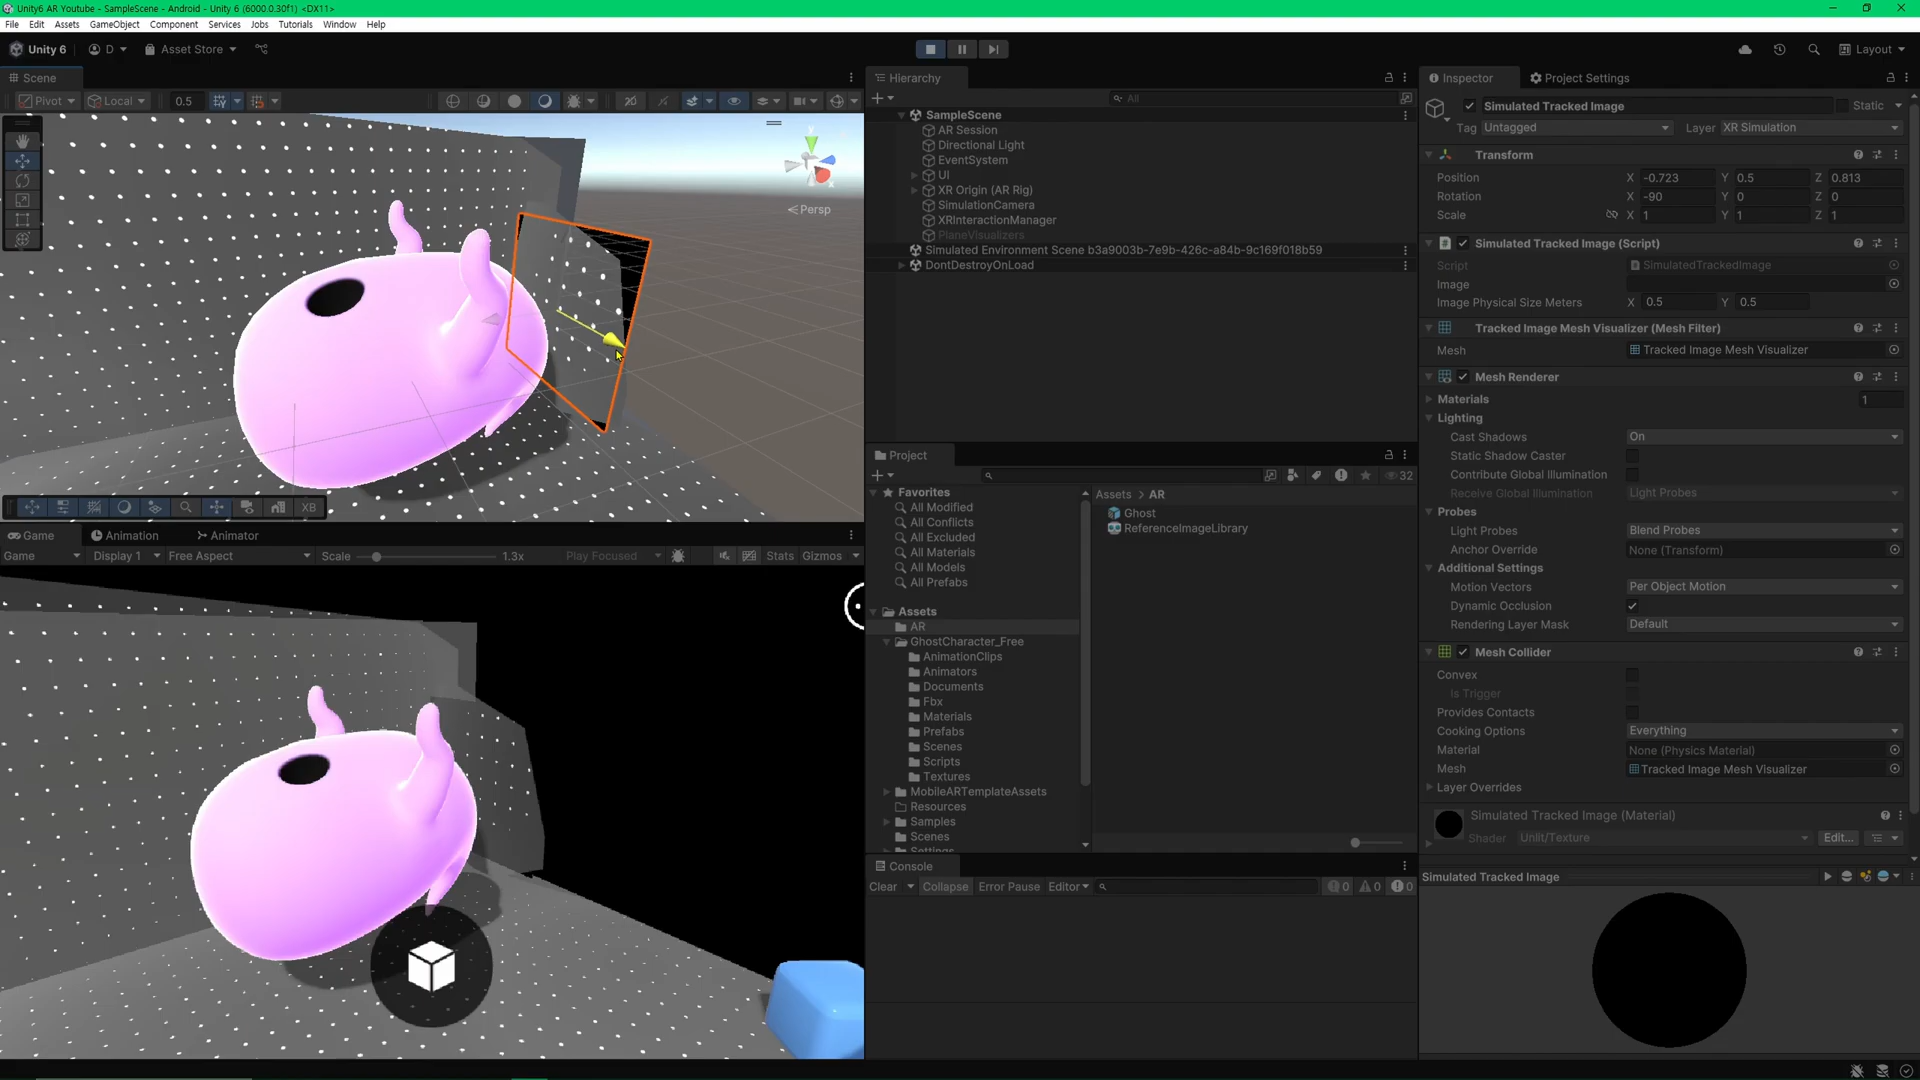 Unity6 AR Youtube - SampleScene - Android - Unity 6 (6000.0.30f1) <DX11>
File Edit Assets GameObject Component Services Jobs Tutorials Window Help
Unity 6 D Asset Store Layout
Scene
Pivot Local 0.5
Persp
XB
Game Animation Animator
Game Display 1 Free Aspect Scale 1.3x Play Focused Stats Gizmos
Hierarchy
All
SampleScene
AR Session
Directional Light
EventSystem
UI
XR Origin (AR Rig)
SimulationCamera
XRInteractionManager
PlaneVisualizers
Simulated Environment Scene b3a9003b-7e9b-426c-a84b-9c169f018b59
DontDestroyOnLoad
Project
32
Favorites
All Modified
All Conflicts
All Excluded
All Materials
All Models
All Prefabs
Assets
AR
GhostCharacter_Free
AnimationClips
Animators
Documents
Fbx
Materials
Prefabs
Scenes
Scripts
Textures
MobileARTemplateAssets
Resources
Samples
Scenes
Settings
Assets > AR
Ghost
ReferenceImageLibrary
Console
Clear Collapse Error Pause Editor 0 0 0
Inspector Project Settings
Simulated Tracked Image Static
Tag Untagged Layer XR Simulation
Transform
Position X -0.723 Y 0.5 Z 0.813
Rotation X -90 Y 0 Z 0
Scale X 1 Y 1 Z 1
Simulated Tracked Image (Script)
Script SimulatedTrackedImage
Image
Image Physical Size Meters X 0.5 Y 0.5
Tracked Image Mesh Visualizer (Mesh Filter)
Mesh Tracked Image Mesh Visualizer
Mesh Renderer
Materials 1
Lighting
Cast Shadows On
Static Shadow Caster
Contribute Global Illumination
Receive Global Illumination Light Probes
Probes
Light Probes Blend Probes
Anchor Override None (Transform)
Additional Settings
Motion Vectors Per Object Motion
Dynamic Occlusion
Rendering Layer Mask Default
Mesh Collider
Convex
Is Trigger
Provides Contacts
Cooking Options Everything
Material None (Physics Material)
Mesh Tracked Image Mesh Visualizer
Layer Overrides
Simulated Tracked Image (Material)
Shader Unlit/Texture Edit...
Simulated Tracked Image